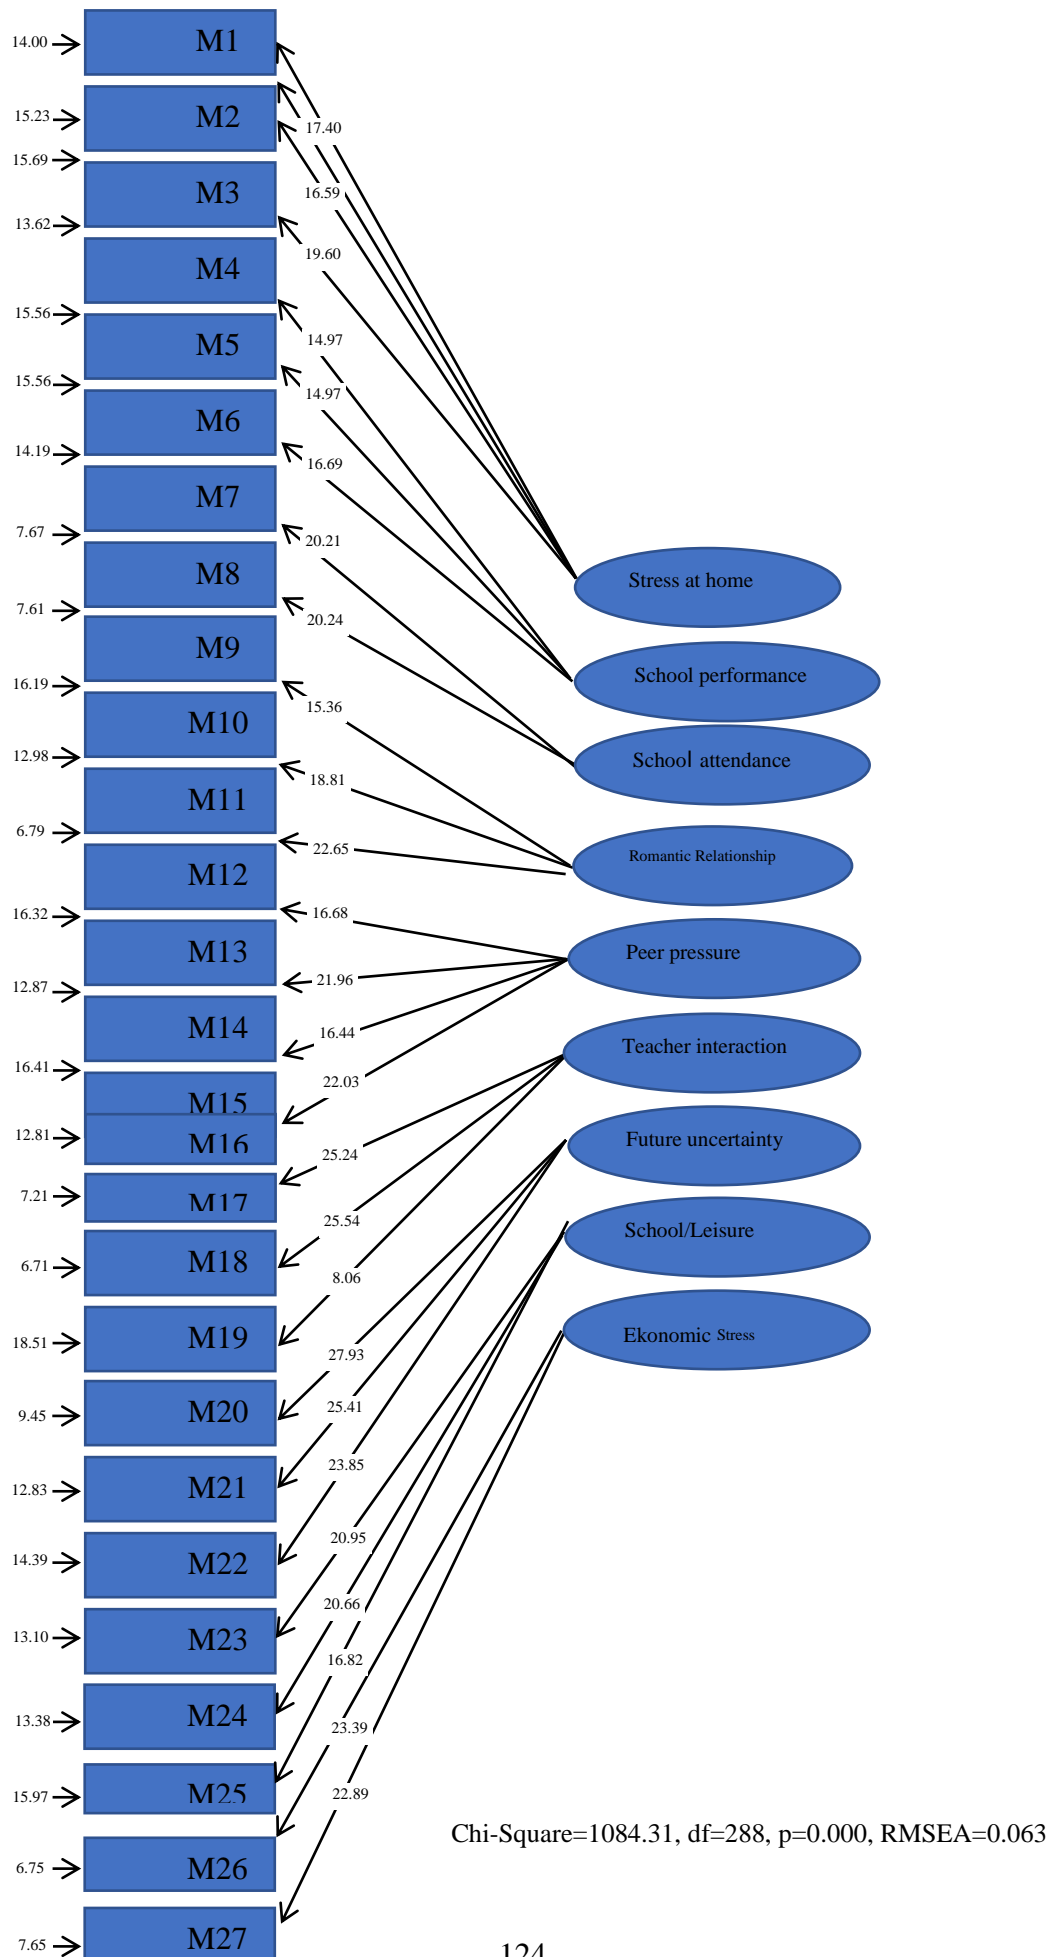 14.00 M1
15.23 M2 17.40
15.69
M3 16.59
13.62
19.60
M4
15.56
M5 14.97
15.56
14.97
M6
14.19 16.69
M7
7.67
20.21
M8 Stress at home
7.61
20.24
M9
School performance
16.19
15.36
M10
12.98 School attendance
18.81
M11
6.79
22.65 Romantic Relationship
M12
16.32 16.68
M13 Peer pressure
12.87 21.96
M14 16.44
Teacher interaction
16.41
22.03
M15
12.81 M16 Future uncertainty
25.24
7.21 M17
25.54
School/Leisure
6.71 M18
8.06
18.51 M19 Ekonomic Stress
27.93
9.45 M20 25.41
23.85
12.83 M21
20.95
14.39 M22
20.66
13.10 M23
16.82
13.38 M24 23.39
22.89
15.97 M25
Chi-Square=1084.31, df=288, p=0.000, RMSEA=0.063
6.75 M26
7.65 M27
124